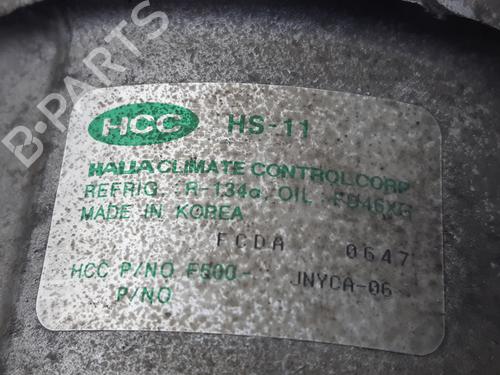 B-PARTS
HCC HS-11
HALLA CLIMATE CONTROL CORP
REFRIG : R-134a, OIL : FD46XG
MADE IN KOREA
FCDA 0647
HCC P/NO F500- JNYCA-06
P/NO